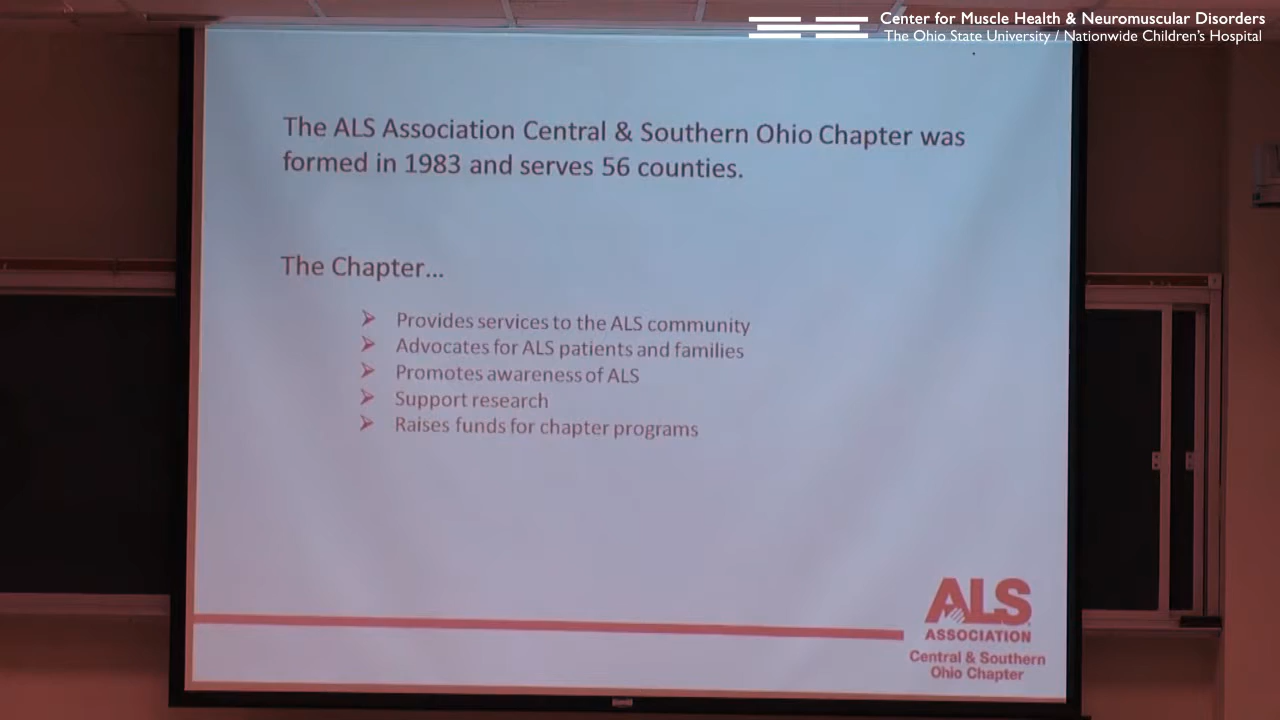 Center for Muscle Health & Neuromuscular Disorders
The Ohio State University / Nationwide Children's Hospital
The ALS Association Central & Southern Ohio Chapter was
formed in 1983 and serves 56 counties.
The Chapter...
Provides services to the ALS community
Advocates for ALS patients and families
Promotes awareness of ALS
Support research
Raises funds for chapter programs
ALS
ASSOCIATION
Central & Southern
Ohio Chapter